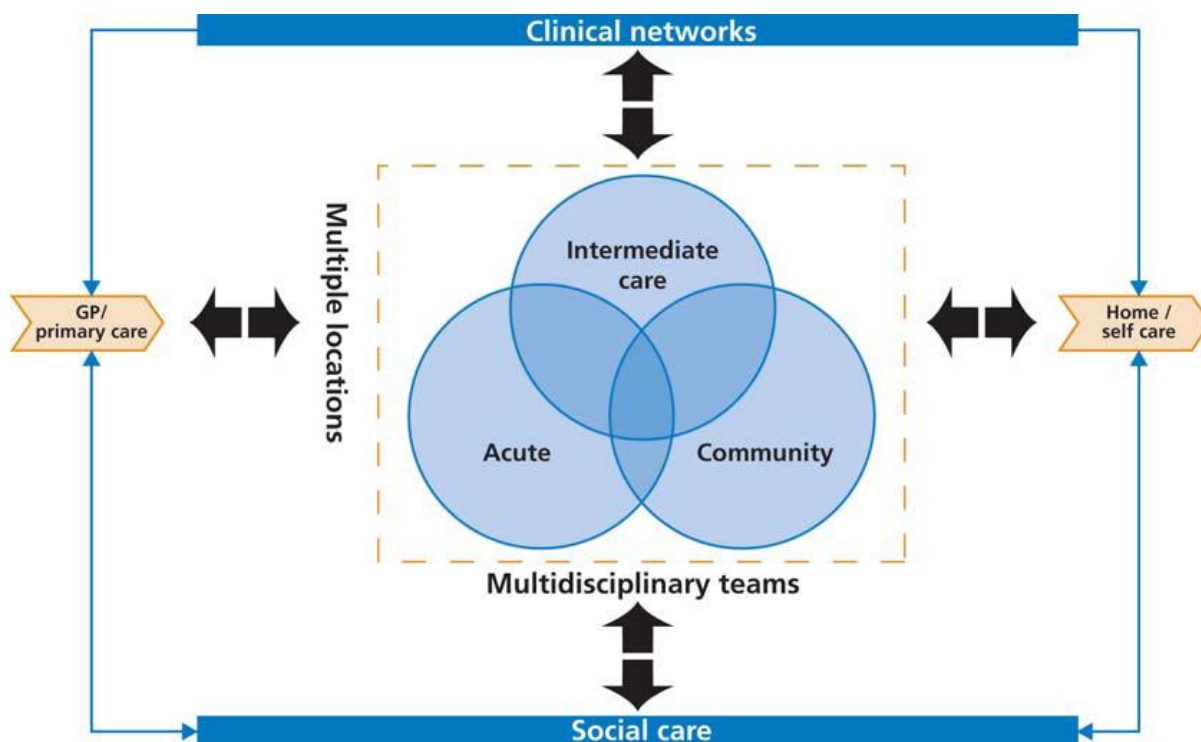 Clinical networks
Multiple locations
Intermediate
care
GP/
primary care
Home /
self care
Acute
Community
Multidisciplinary teams
Social care